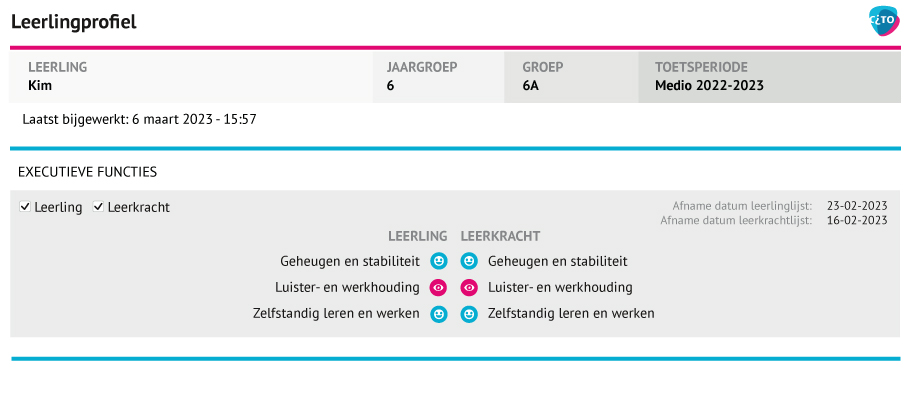 Leerlingprofiel
cito
LEERLING JAARGROEP GROEP TOETSPERIODE
Kim 6 6A Medio 2022-2023
Laatst bijgewerkt: 6 maart 2023 - 15:57
EXECUTIEVE FUNCTIES
Leerling Leerkracht Afname datum leerlinglijst: 23-02-2023
Afname datum leerkrachtlijst: 16-02-2023
LEERLING LEERKRACHT
Geheugen en stabiliteit Geheugen en stabiliteit
Luister- en werkhouding Luister- en werkhouding
Zelfstandig leren en werken Zelfstandig leren en werken